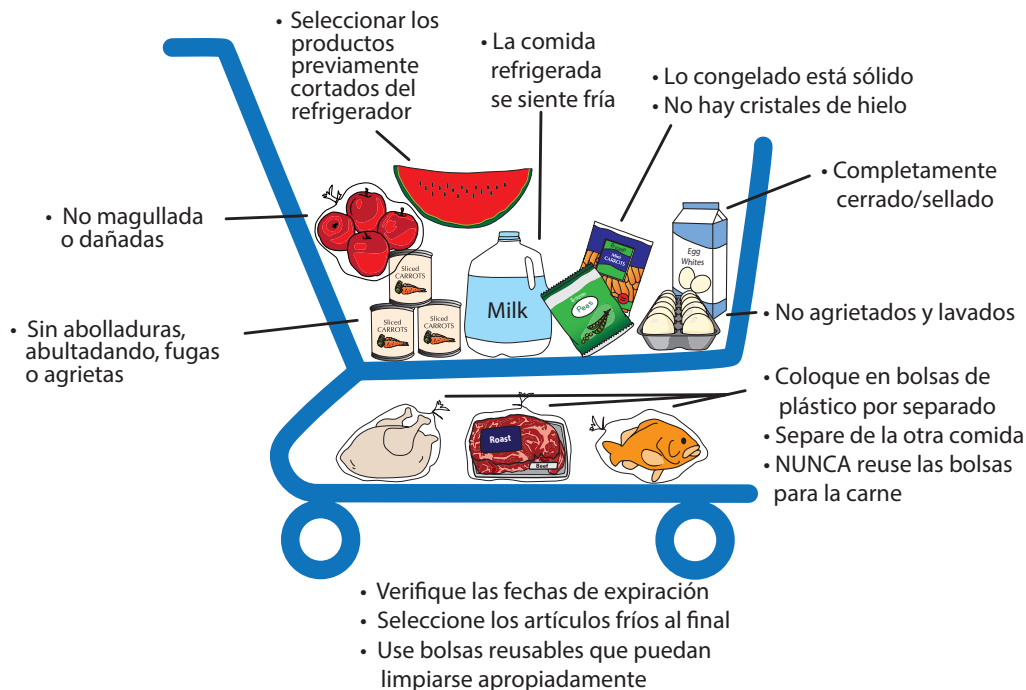 • Seleccionar los
productos
previamente
cortados del
refrigerador
• La comida
refrigerada
se siente fría
• Lo congelado está sólido
• No hay cristales de hielo
• Completamente
cerrado/sellado
• No magullada
o dañadas
• Sin abolladuras,
abultadando, fugas
o agrietas
• No agrietados y lavados
Sliced
CARROTS
Sliced
CARROTS
Sliced
CARROTS
Milk
Mini
CARROTS
Peas
Egg
Whites
• Coloque en bolsas de
plástico por separado
• Separe de la otra comida
• NUNCA reuse las bolsas
para la carne
Roast
Beef
• Verifique las fechas de expiración
• Seleccione los artículos fríos al final
• Use bolsas reusables que puedan
limpiarse apropiadamente